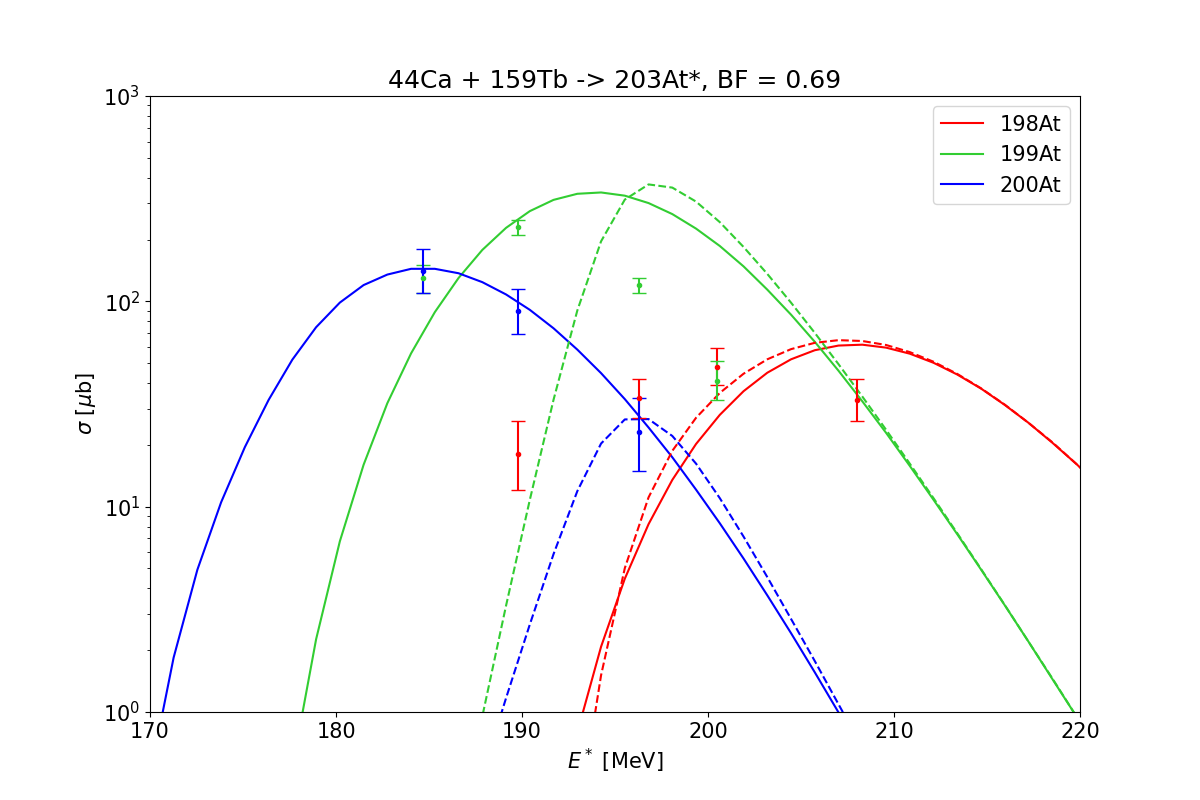 44Ca + 159Tb -> 203At*, BF = 0.69
10³
10²
10¹
10⁰
σ [μb]
198At
199At
200At
170
180
190
200
210
220
E* [MeV]